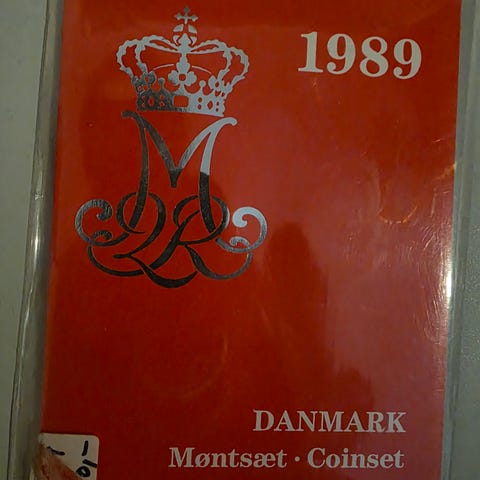 1989
DANMARK
Møntsæt · Coinset